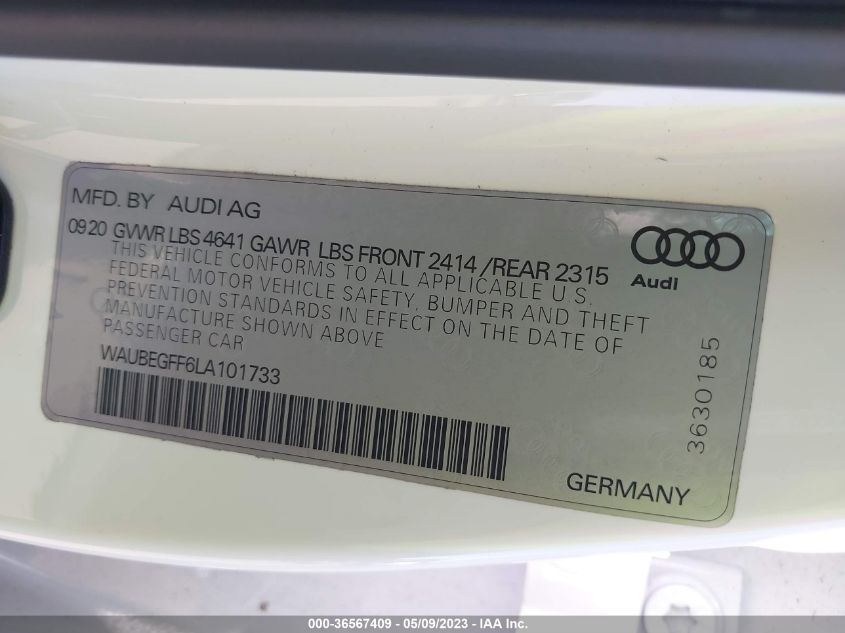 MFD. BY AUDI AG
09 20 GVWR LBS 4641 GAWR LBS FRONT 2414 /REAR 2315
THIS VEHICLE CONFORMS TO ALL APPLICABLE U.S.
FEDERAL MOTOR VEHICLE SAFETY, BUMPER AND THEFT
PREVENTION STANDARDS IN EFFECT ON THE DATE OF
MANUFACTURE SHOWN ABOVE
PASSENGER CAR
WAUBEGFF6LA101733
Audi
3630185
GERMANY
000-36567409 - 05/09/2023 - IAA Inc.